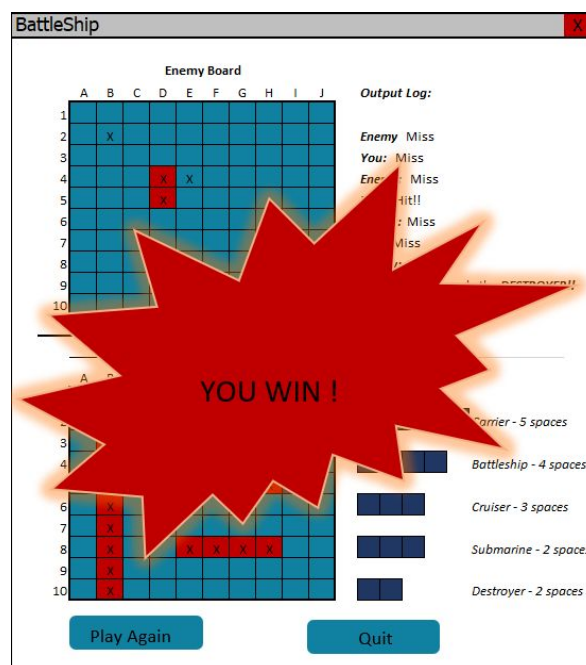 BattleShip X
Enemy Board
A B C D E F G H I J
Output Log:
1
2 X
Enemy Miss
3
You: Miss
4 X X
Miss
5 X
Hit!!
6
: Miss
7
Miss
8
9
DESTROYER!!
10
YOU WIN !
A
Carrier - 5 spaces
3
4
Battleship - 4 spaces
6 X
Cruiser - 3 spaces
7 X
8 X X X X X
Submarine - 2 spaces
9 X
10 X
Destroyer - 2 spaces
Play Again
Quit